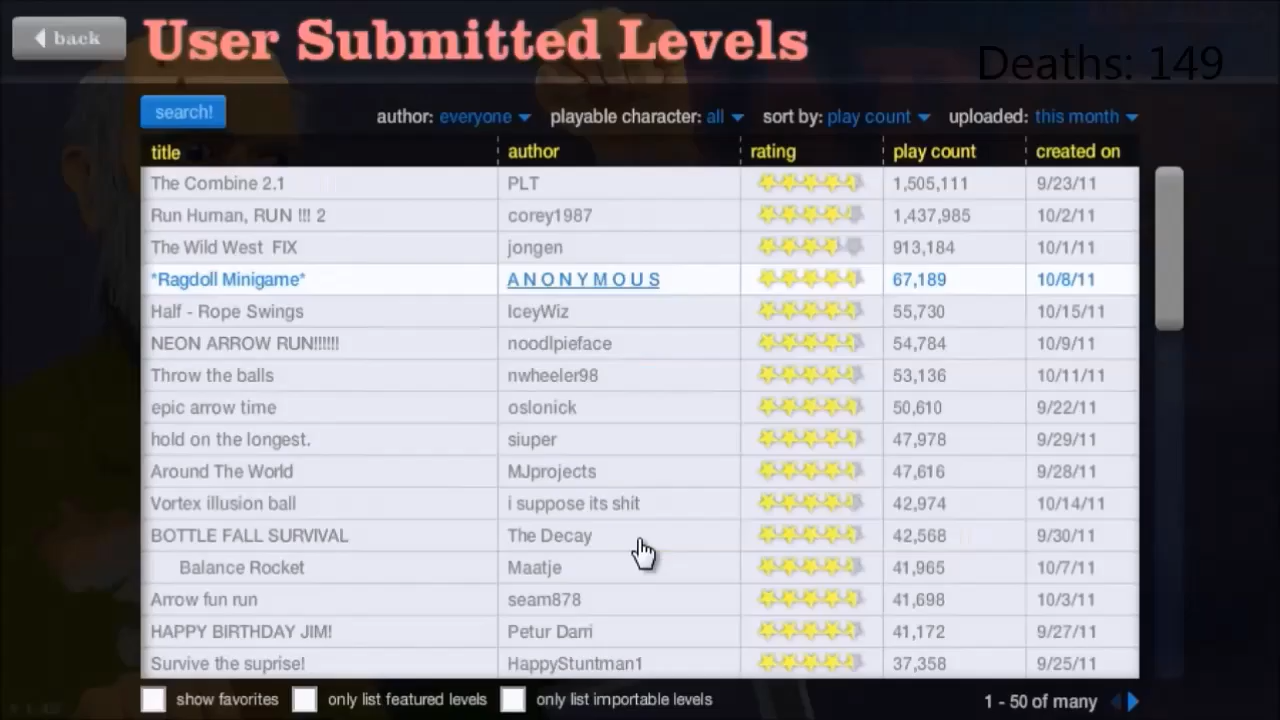 back
User Submitted Levels
Deaths: 149
search!
author: everyone playable character: all sort by: play count uploaded: this month
title author rating play count created on
The Combine 2.1 PLT 1,505,111 9/23/11
Run Human, RUN !!! 2 corey1987 1,437,985 10/2/11
The Wild West FIX jongen 913,184 10/1/11
*Ragdoll Minigame* A N O N Y M O U S 67,189 10/8/11
Half - Rope Swings IceyWiz 55,730 10/15/11
NEON ARROW RUN!!!!!! noodlpieface 54,784 10/9/11
Throw the balls nwheeler98 53,136 10/11/11
epic arrow time oslonick 50,610 9/22/11
hold on the longest. siuper 47,978 9/29/11
Around The World MJprojects 47,616 9/28/11
Vortex illusion ball i suppose its shit 42,974 10/14/11
BOTTLE FALL SURVIVAL The Decay 42,568 9/30/11
Balance Rocket Maatje 41,965 10/7/11
Arrow fun run seam878 41,698 10/3/11
HAPPY BIRTHDAY JIM! Petur Darri 41,172 9/27/11
Survive the suprise! HappyStuntman1 37,358 9/25/11
show favorites only list featured levels only list importable levels 1 - 50 of many